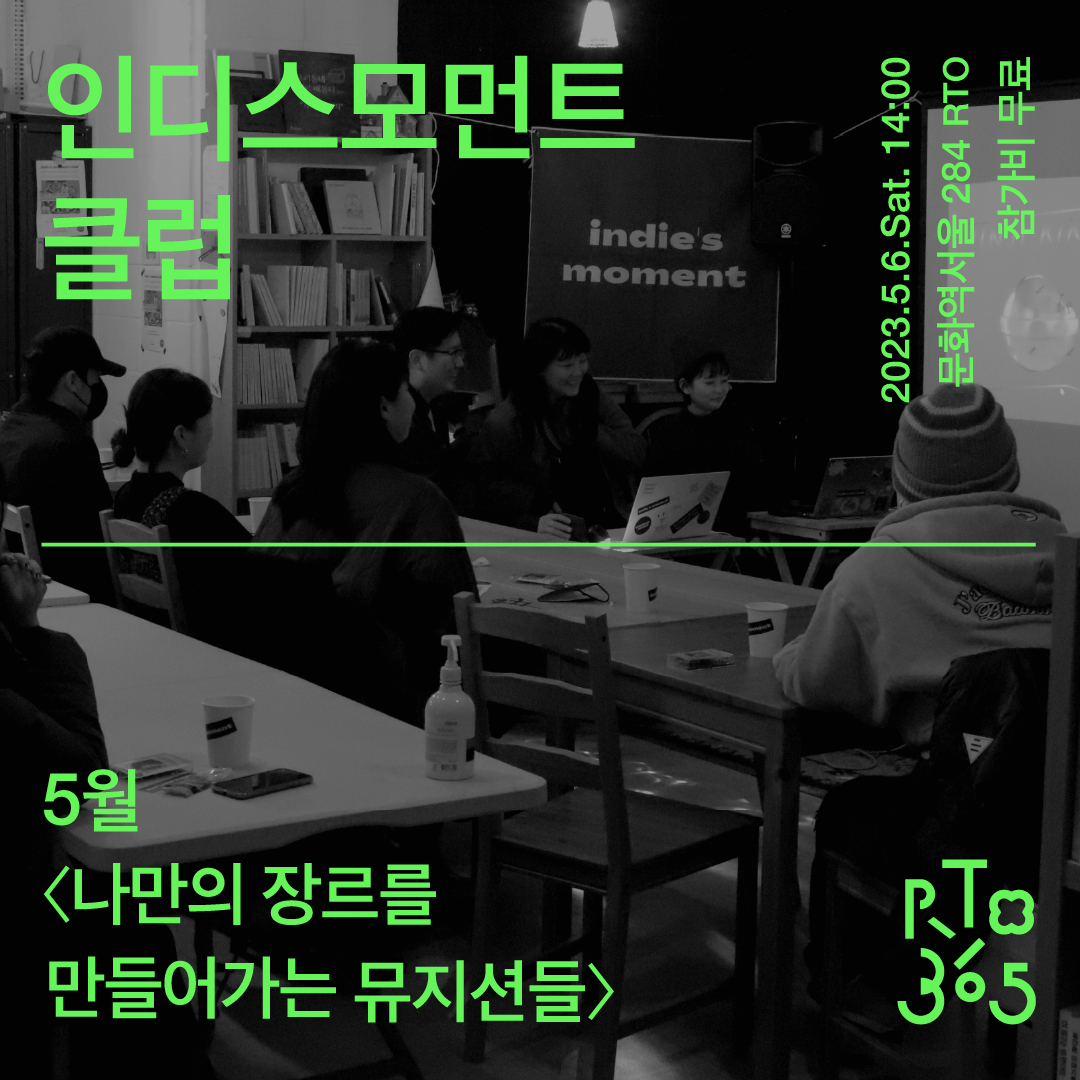 인디스모먼트
클럽
2023.5.6.Sat. 14:00
문화역서울 284 RTO
참가비 무료
indie's
moment
5월
〈나만의 장르를
만들어가는 뮤지션들〉
RTO
365